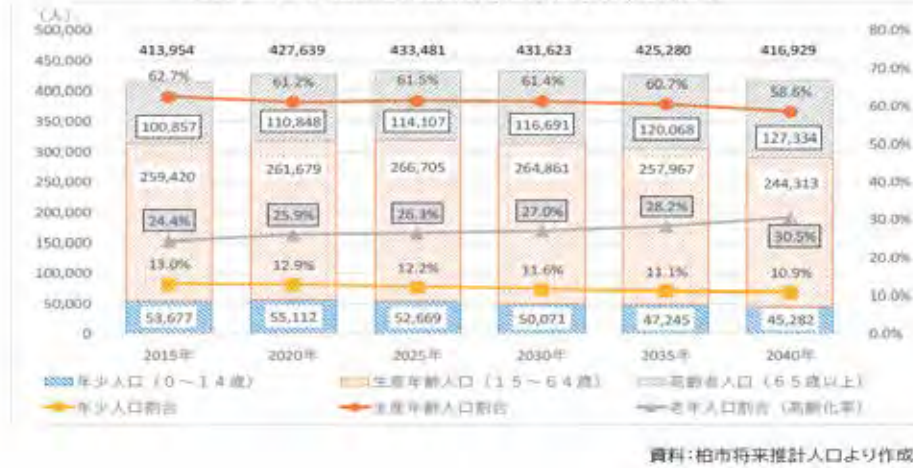 （人）
500,000 80.0%
413,954 427,639 433,481 431,623 425,280 416,929
450,000 70.0%
62.7% 61.2% 61.5% 61.4% 60.7% 58.6%
400,000 60.0%
350,000
100,857 110,848 114,107 116,691 120,068 127,334
300,000 50.0%
259,420 261,679 266,705 264,861 257,967 244,313
250,000 40.0%
200,000
24.4% 25.9% 26.3% 27.0% 28.2% 30.5%
150,000 30.0%
13.0% 12.9% 12.2% 11.6% 11.1% 10.9%
100,000 20.0%
50,000 10.0%
53,677 55,112 52,669 50,071 47,245 45,282
0 0.0%
2015年 2020年 2025年 2030年 2035年 2040年
年少人口（０～１４歳） 生産年齢人口（１５～６４歳） 高齢者人口（６５歳以上）
年少人口割合 生産年齢人口割合 老年人口割合（高齢化率）
資料：柏市将来推計人口より作成